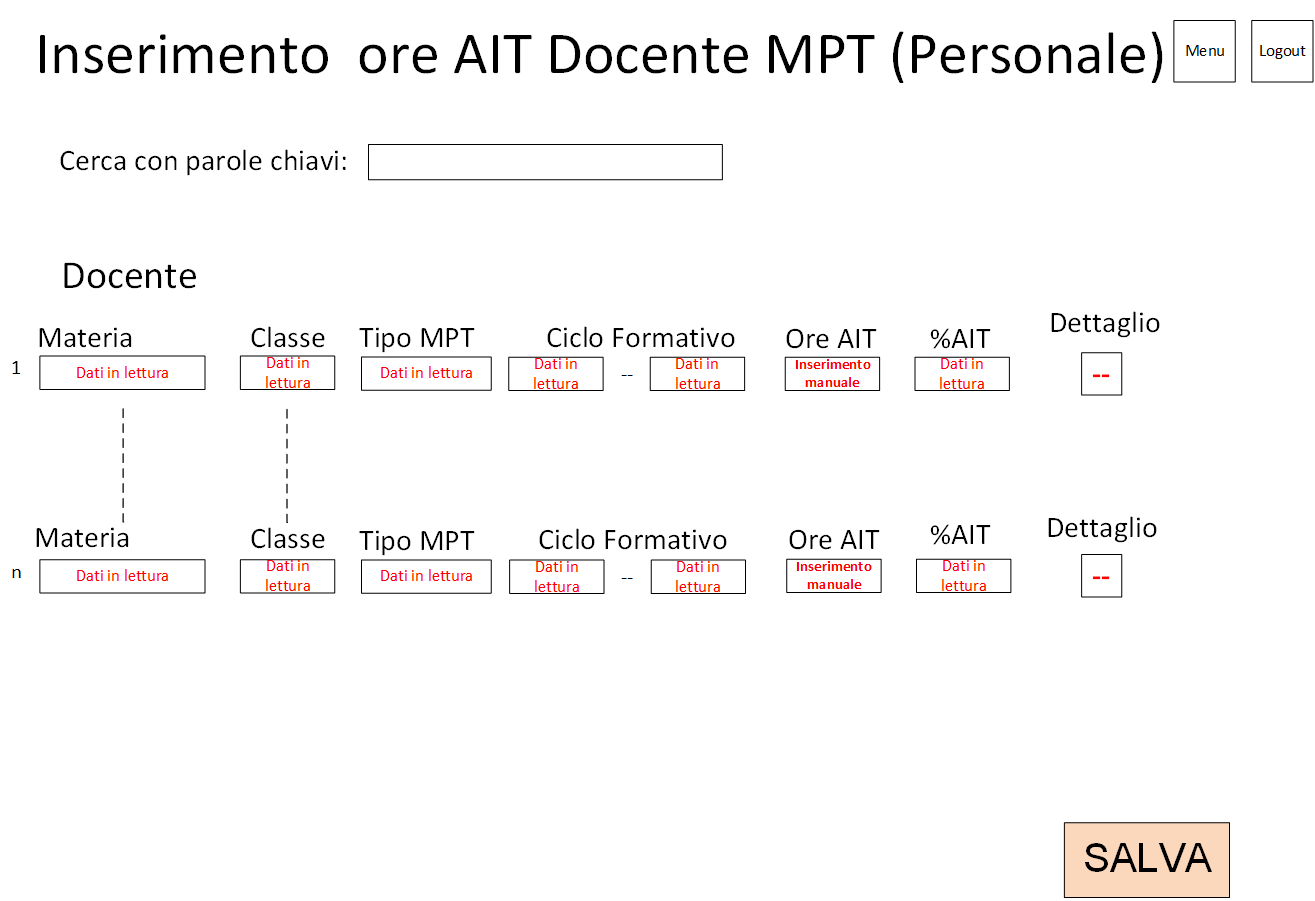 Inserimento  ore AIT Docente MPT (Personale)
Menu
Logout
Cerca con parole chiavi:
Docente
Materia
Classe
Tipo MPT
Ciclo Formativo
Ore AIT
%AIT
Dettaglio
1
Dati in lettura
Dati in
lettura
Dati in lettura
Dati in
lettura
--
Dati in
lettura
Inserimento
manuale
Dati in
lettura
--
Materia
Classe
Tipo MPT
Ciclo Formativo
Ore AIT
%AIT
Dettaglio
n
Dati in lettura
Dati in
lettura
Dati in lettura
Dati in
lettura
--
Dati in
lettura
Inserimento
manuale
Dati in
lettura
--
SALVA